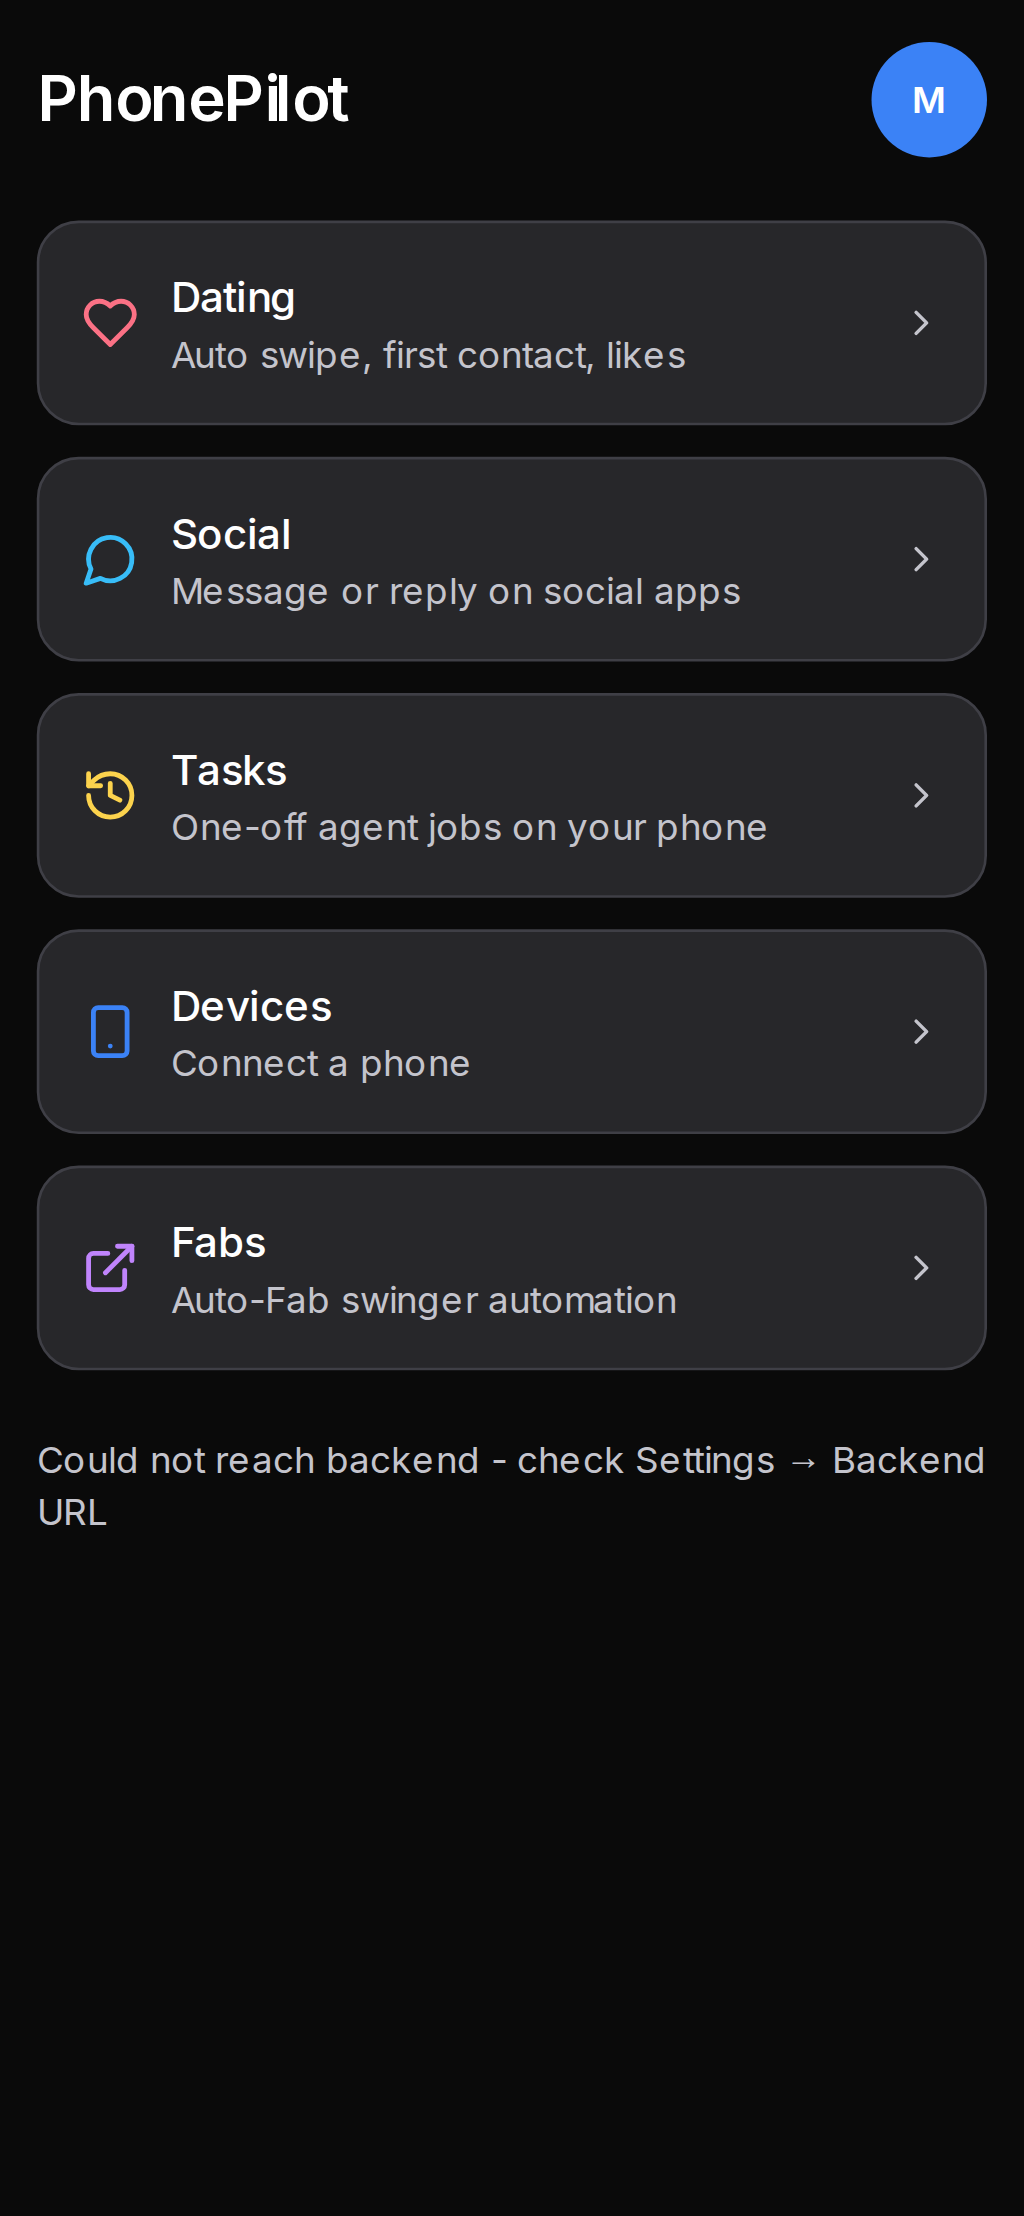 PhonePilot
M
Dating
Auto swipe, first contact, likes
Social
Message or reply on social apps
Tasks
One-off agent jobs on your phone
Devices
Connect a phone
Fabs
Auto-Fab swinger automation
Could not reach backend - check Settings → Backend
URL